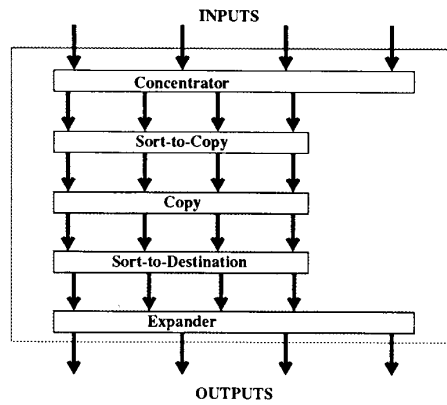 INPUTS
Concentrator
Sort-to-Copy
Copy
Sort-to-Destination
Expander
OUTPUTS